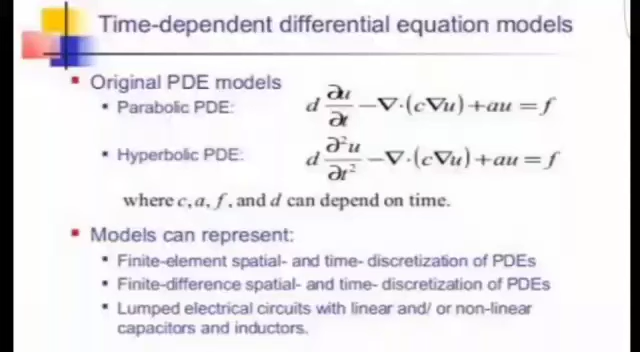 Time-dependent differential equation models
Original PDE models
Parabolic PDE: d ∂u/∂t −∇·(c∇u)+au = f
Hyperbolic PDE: d ∂²u/∂t² −∇·(c∇u)+au = f
where c, a, f, and d can depend on time.
Models can represent:
Finite-element spatial- and time- discretization of PDEs
Finite-difference spatial- and time- discretization of PDEs
Lumped electrical circuits with linear and/ or non-linear
capacitors and inductors.